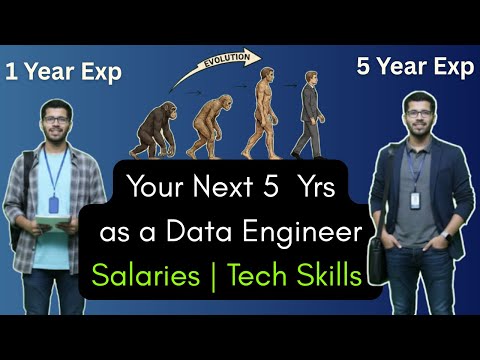 EVOLUTION
1 Year Exp
5 Year Exp
Your Next 5 Yrs
as a Data Engineer
Salaries | Tech Skills